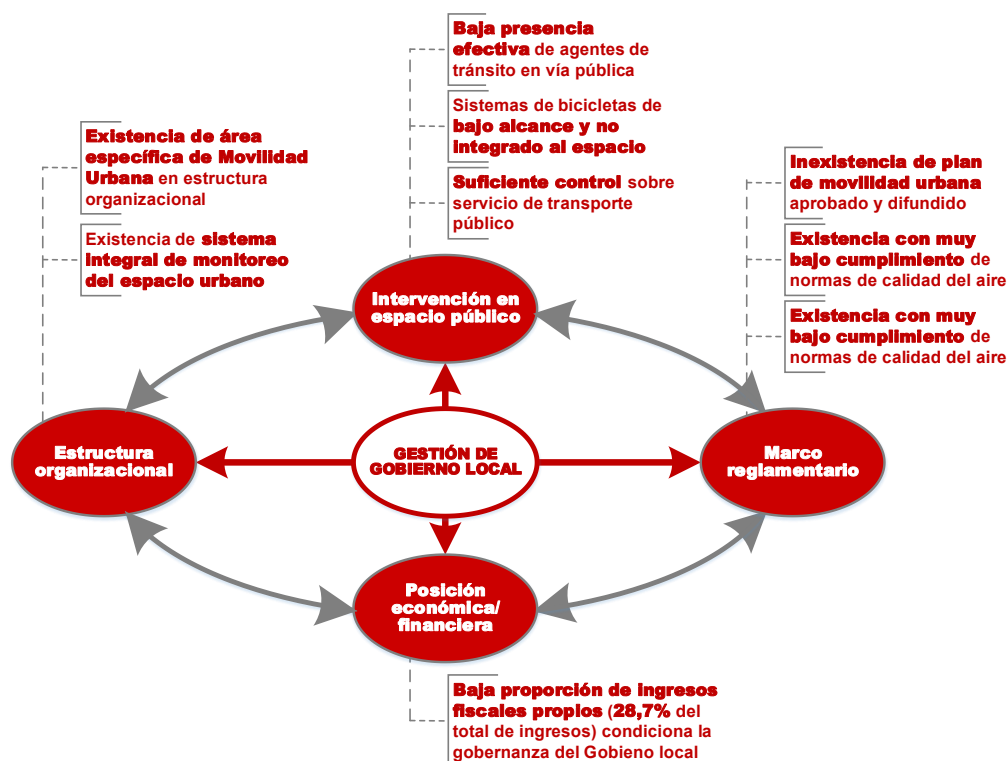 Baja presencia
efectiva de agentes de
tránsito en vía pública
Sistemas de bicicletas de
bajo alcance y no
integrado al espacio
Suficiente control sobre
servicio de transporte
público
Existencia de área
específica de Movilidad
Urbana en estructura
organizacional
Existencia de sistema
integral de monitoreo
del espacio urbano
Inexistencia de plan
de movilidad urbana
aprobado y difundido
Existencia con muy
bajo cumplimiento de
normas de calidad del aire
Existencia con muy
bajo cumplimiento de
normas de calidad del aire
Intervención en
espacio público
Estructura
organizacional
GESTIÓN DE
GOBIERNO LOCAL
Marco
reglamentario
Posición
económica/
financiera
Baja proporción de ingresos
fiscales propios (28,7% del
total de ingresos) condiciona la
gobernanza del Gobieno local